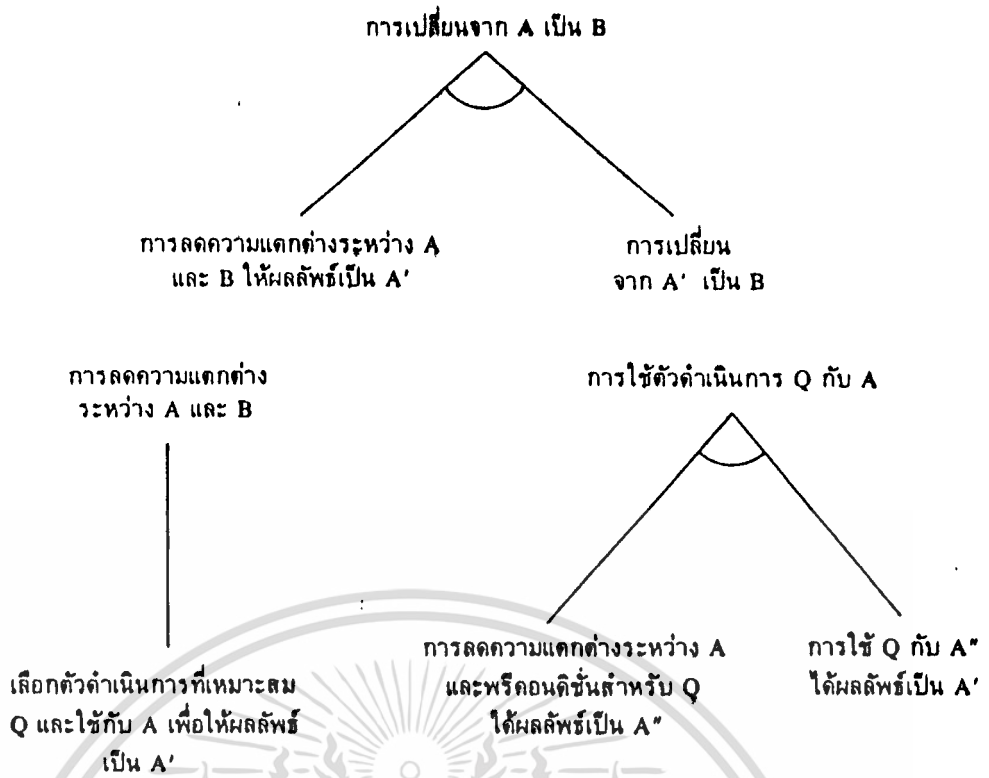 การเปลี่ยนจาก A เป็น B
การลดความแตกต่างระหว่าง A
และ B ให้ผลลัพธ์เป็น A′
การเปลี่ยน
จาก A′ เป็น B
การลดความแตกต่าง
ระหว่าง A และ B
การใช้ตัวดำเนินการ Q กับ A
เลือกตัวดำเนินการที่เหมาะสม
Q และใช้กับ A เพื่อให้ผลลัพธ์
เป็น A′
การลดความแตกต่างระหว่าง A
และพรีคอนดิชั่นสำหรับ Q
ได้ผลลัพธ์เป็น A″
การใช้ Q กับ A″
ได้ผลลัพธ์เป็น A′